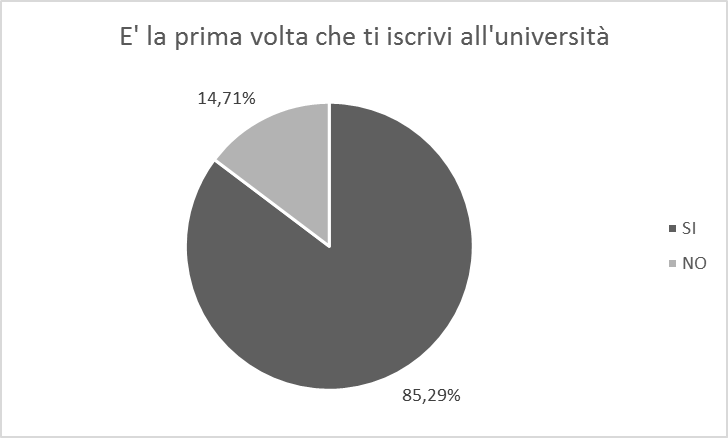 E' la prima volta che ti iscrivi all'università
14,71%
SI
NO
85,29%